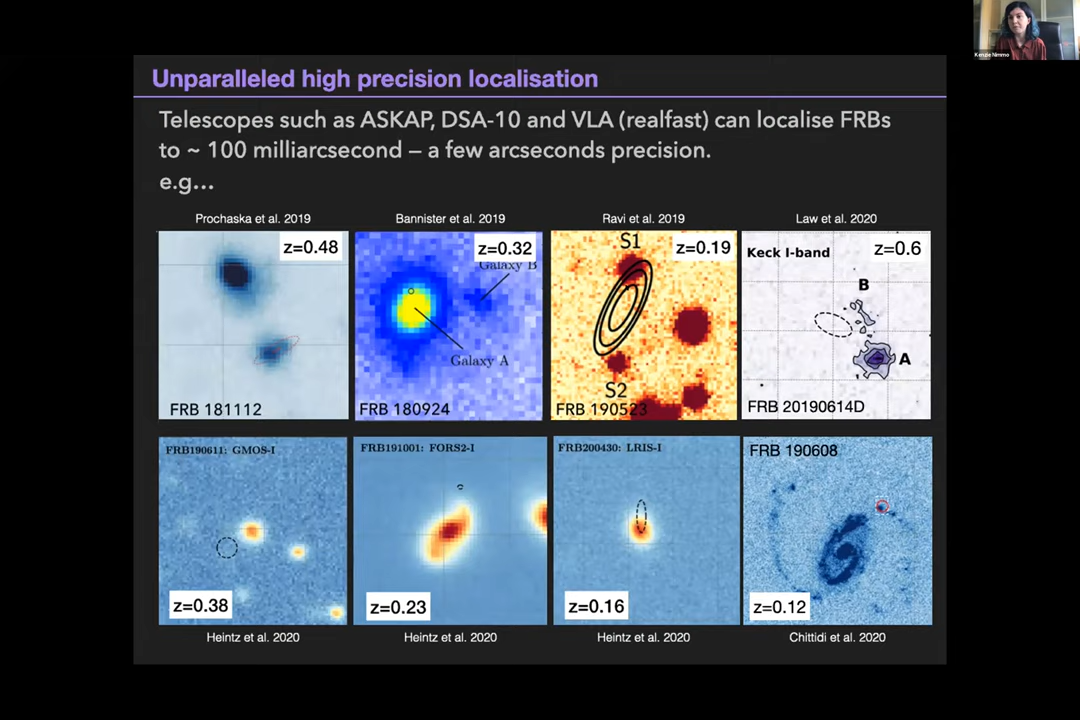 Kenzie Nimmo
Unparalleled high precision localisation
Telescopes such as ASKAP, DSA-10 and VLA (realfast) can localise FRBs
to ~ 100 milliarcsecond – a few arcseconds precision.
e.g...
Prochaska et al. 2019
Bannister et al. 2019
Ravi et al. 2019
Law et al. 2020
z=0.48
FRB 181112
z=0.32
Galaxy B
Galaxy A
FRB 180924
S1
z=0.19
S2
FRB 190523
Keck I-band
z=0.6
B
A
FRB 20190614D
FRB190611: GMOS-I
z=0.38
FRB191001: FORS2-I
z=0.23
FRB200430: LRIS-I
z=0.16
FRB 190608
z=0.12
Heintz et al. 2020
Heintz et al. 2020
Heintz et al. 2020
Chittidi et al. 2020